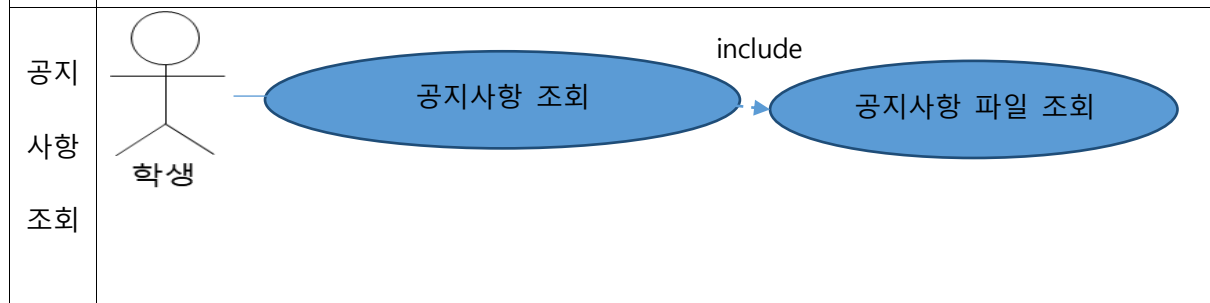 공지
사항
조회
학생
공지사항 조회
include
공지사항 파일 조회